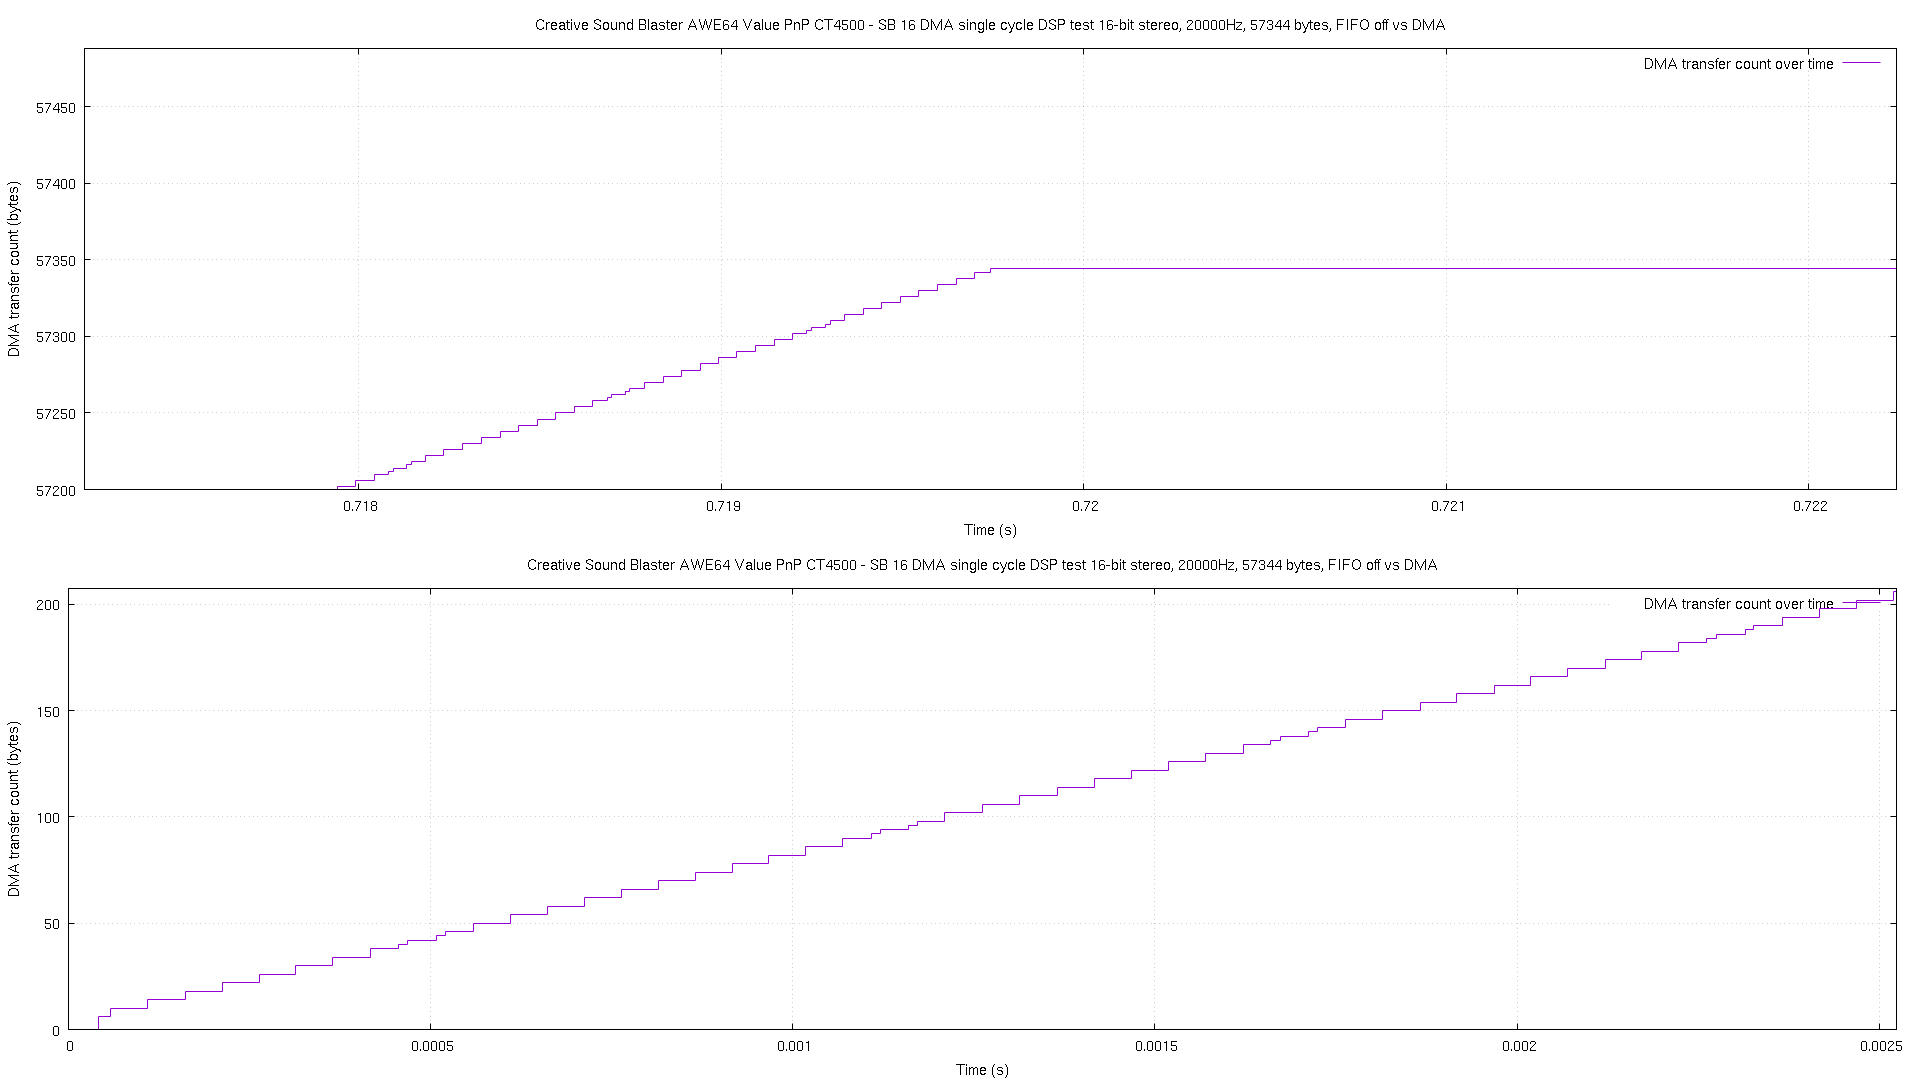 Creative Sound Blaster AWE64 Value PnP CT4500 - SB 16 DMA single cycle DSP test 16-bit stereo, 20000Hz, 57344 bytes, FIFO off vs DMA
DMA transfer count over time
57450
57400
57350
57300
57250
57200
DMA transfer count (bytes)
0.718
0.719
0.72
0.721
0.722
Time (s)
Creative Sound Blaster AWE64 Value PnP CT4500 - SB 16 DMA single cycle DSP test 16-bit stereo, 20000Hz, 57344 bytes, FIFO off vs DMA
DMA transfer count over time
200
150
100
50
0
DMA transfer count (bytes)
0
0.0005
0.001
0.0015
0.002
0.0025
Time (s)